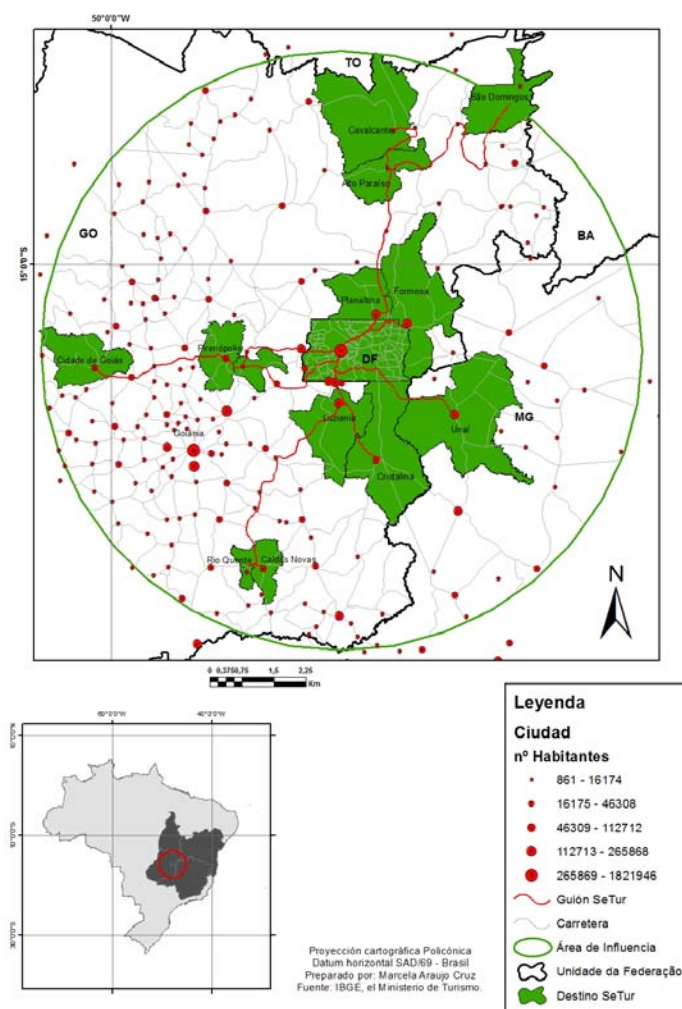 50°0'0"W
TO
São Domingos
Cavalcante
Alto Paraíso
GO
BA
15°0'0"S
Planaltina
Formosa
Pirenópolis
Cidade de Goiás
DF
Luziania
Unaí
MG
Goiânia
Cristalina
Rio Quente
Caldas Novas
N
0 0,375 0,75 1,5 2,25
Km
60°0'0"W
40°0'0"W
Leyenda
Ciudad
nº Habitantes
861 - 16174
16175 - 46308
46309 - 112712
112713 - 265868
265869 - 1821946
Guión SeTur
Carretera
Área de Influencia
Unidade da Federação
Destino SeTur
Proyección cartográfica Policónica
Datum horizontal SAD/69 - Brasil
Preparado por: Marcela Araujo Cruz
Fuente: IBGE, el Ministerio de Turismo.